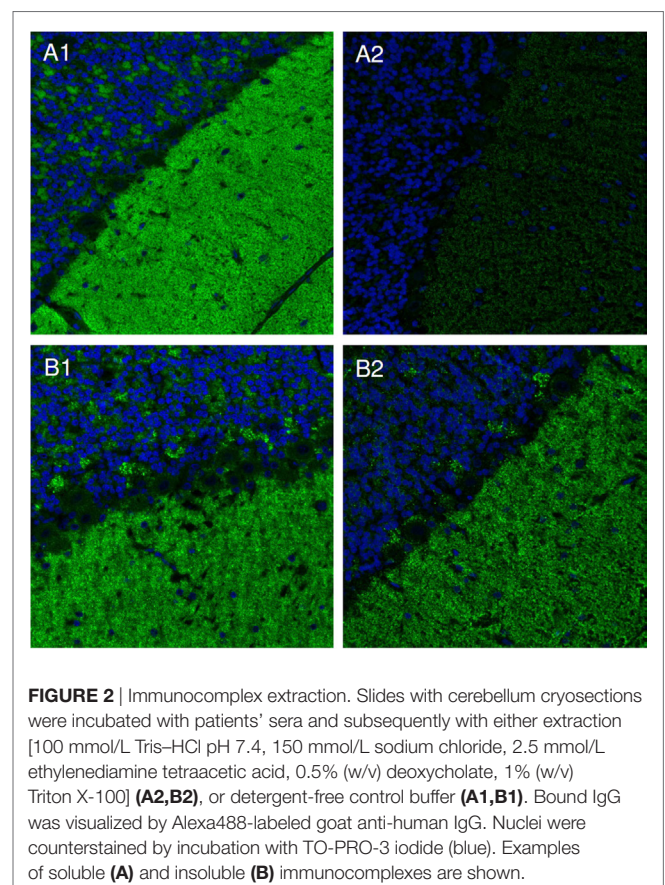 A1
A2
B1
B2
FIGURE 2 | Immunocomplex extraction. Slides with cerebellum cryosections
were incubated with patients’ sera and subsequently with either extraction
[100 mmol/L Tris–HCl pH 7.4, 150 mmol/L sodium chloride, 2.5 mmol/L
ethylenediamine tetraacetic acid, 0.5% (w/v) deoxycholate, 1% (w/v)
Triton X-100] (A2,B2), or detergent-free control buffer (A1,B1). Bound IgG
was visualized by Alexa488-labeled goat anti-human IgG. Nuclei were
counterstained by incubation with TO-PRO-3 iodide (blue). Examples
of soluble (A) and insoluble (B) immunocomplexes are shown.